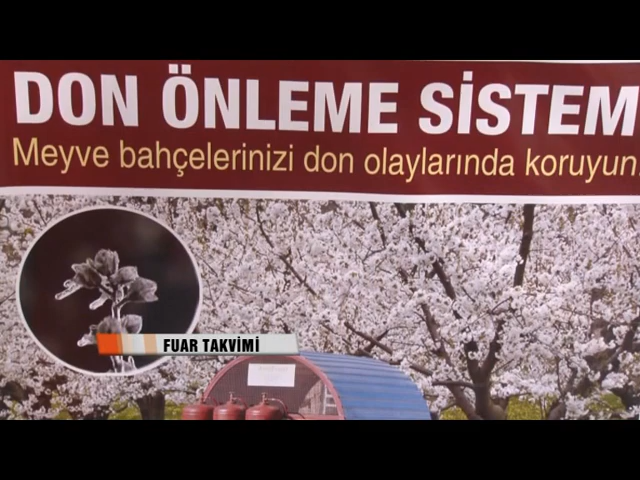 DON ÖNLEME SİSTEM
Meyve bahçelerinizi don olaylarında koruyun.
FUAR TAKVİMİ